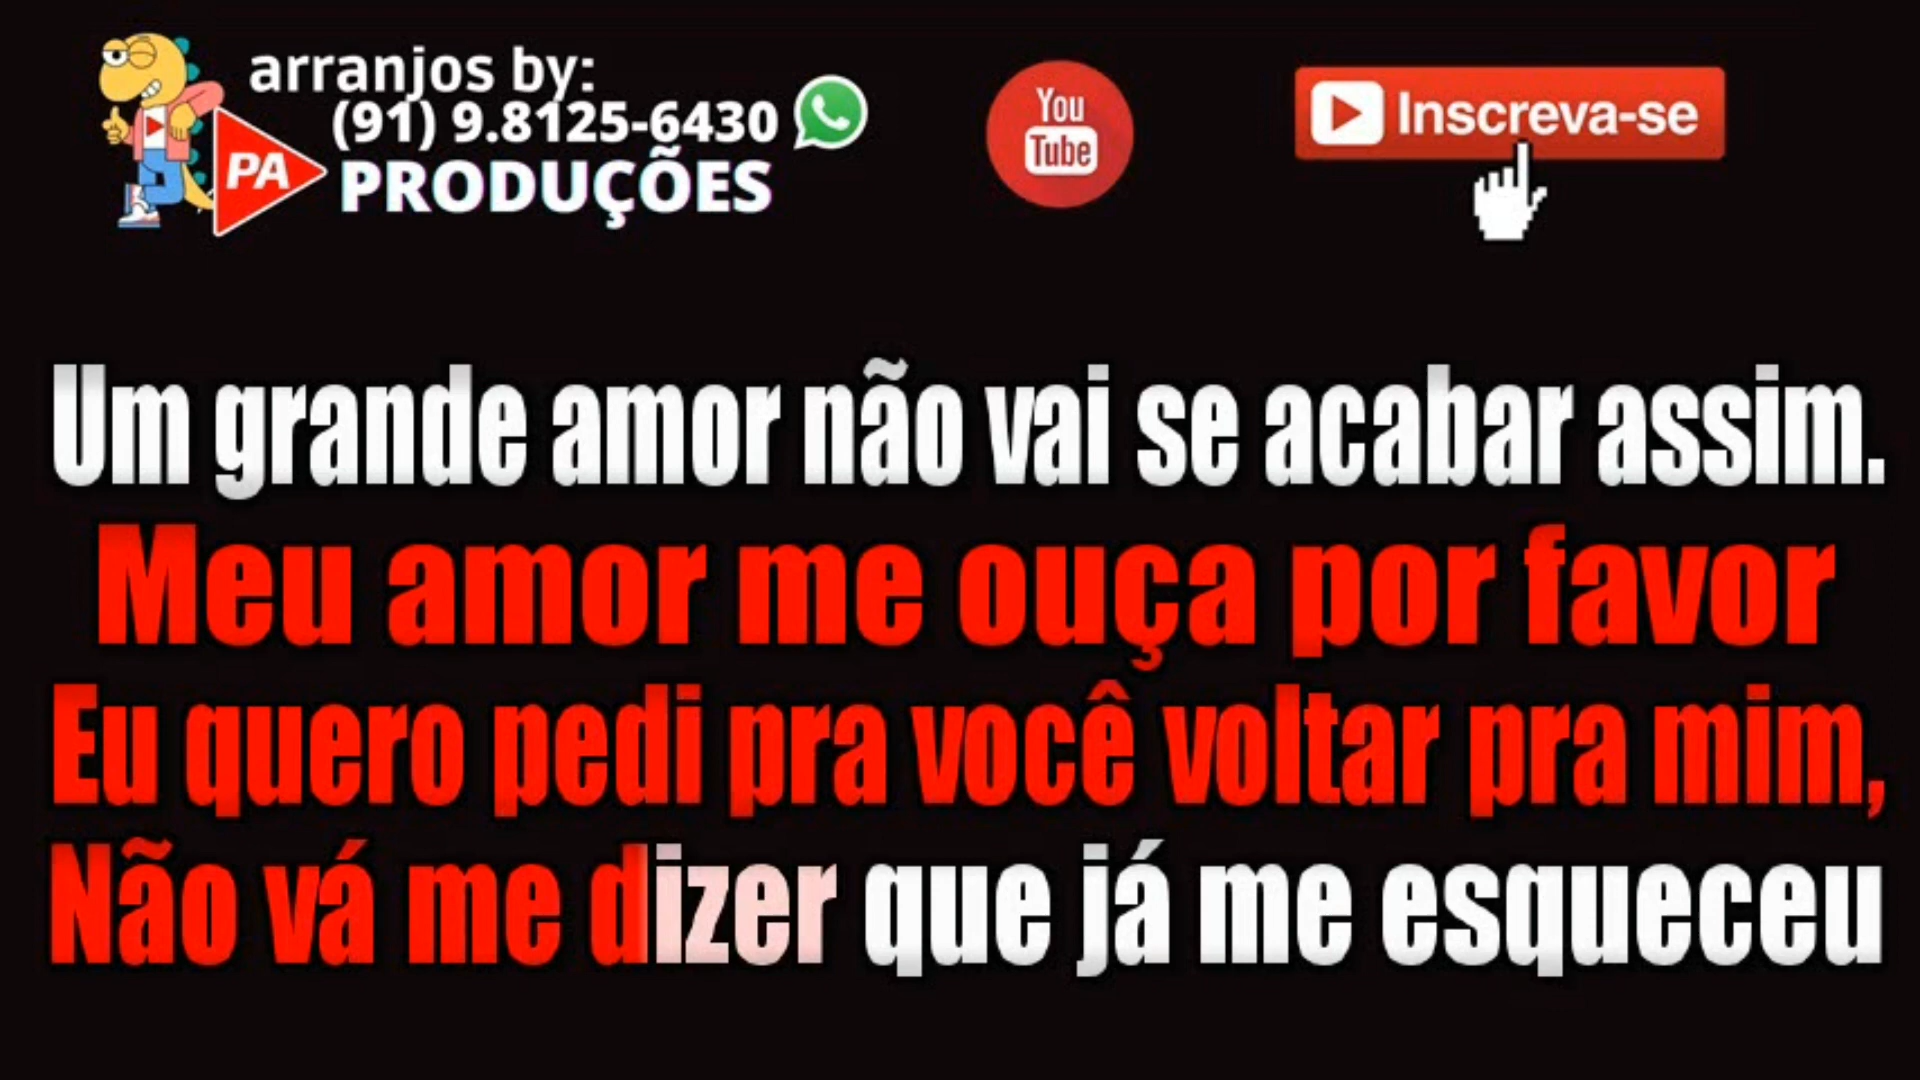 arranjos by:
(91) 9.8125-6430
PA
PRODUÇÕES
You
Tube
Inscreva-se
Um grande amor não vai se acabar assim.
Meu amor me ouça por favor
Eu quero pedi pra você voltar pra mim,
Não vá me dizer que já me esqueceu